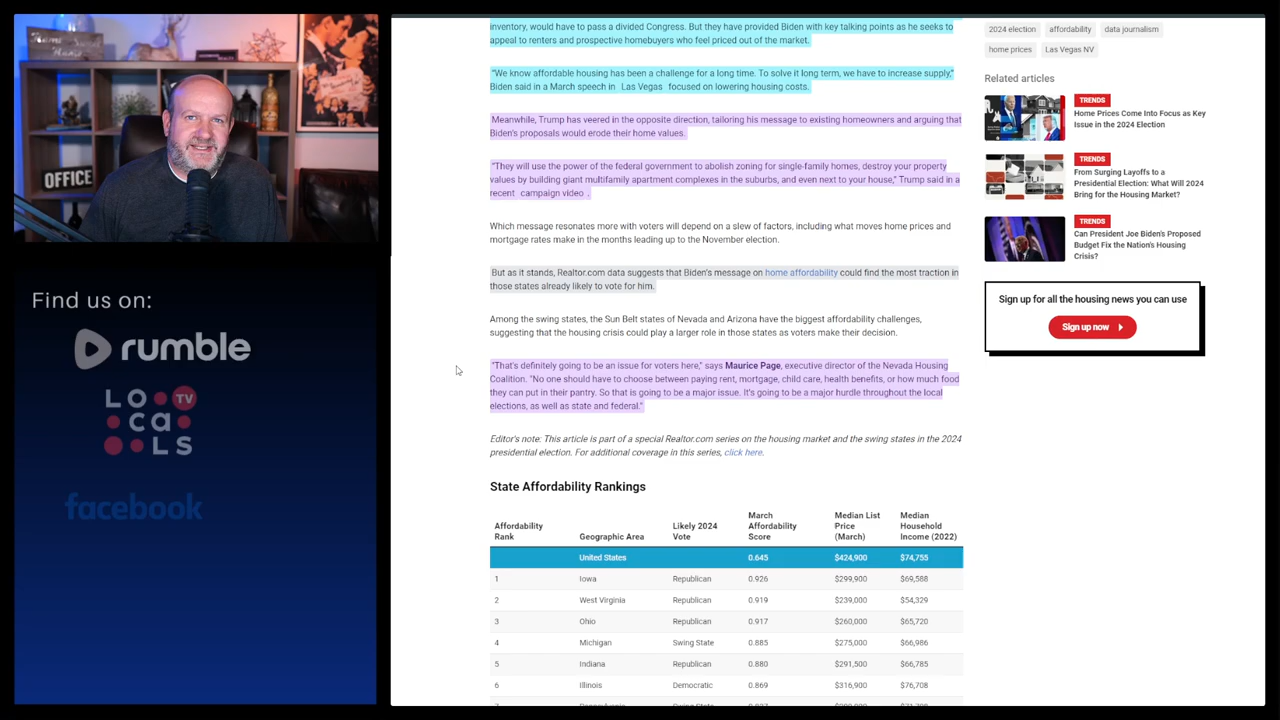 OFFICE
Find us on:
rumble
LO TV
ca
LS
facebook
inventory, would have to pass a divided Congress. But they have provided Biden with key talking points as he seeks to
appeal to renters and prospective homebuyers who feel priced out of the market.
"We know affordable housing has been a challenge for a long time. To solve it long term, we have to increase supply,"
Biden said in a March speech in Las Vegas focused on lowering housing costs.
Meanwhile, Trump has veered in the opposite direction, tailoring his message to existing homeowners and arguing that
Biden's proposals would erode their home values.
"They will use the power of the federal government to abolish zoning for single-family homes, destroy your property
values by building giant multifamily apartment complexes in the suburbs, and even next to your house," Trump said in a
recent campaign video .
Which message resonates more with voters will depend on a slew of factors, including what moves home prices and
mortgage rates make in the months leading up to the November election.
But as it stands, Realtor.com data suggests that Biden's message on home affordability could find the most traction in
those states already likely to vote for him.
Among the swing states, the Sun Belt states of Nevada and Arizona have the biggest affordability challenges,
suggesting that the housing crisis could play a larger role in those states as voters make their decision.
"That's definitely going to be an issue for voters here," says Maurice Page, executive director of the Nevada Housing
Coalition. "No one should have to choose between paying rent, mortgage, child care, health benefits, or how much food
they can put in their pantry. So that is going to be a major issue. It's going to be a major hurdle throughout the local
elections, as well as state and federal."
Editor's note: This article is part of a special Realtor.com series on the housing market and the swing states in the 2024
presidential election. For additional coverage in this series, click here.
State Affordability Rankings
Affordability Rank Geographic Area Likely 2024 Vote March Affordability Score Median List Price (March) Median Household Income (2022)
United States 0.645 $424,900 $74,755
1 Iowa Republican 0.926 $299,900 $69,588
2 West Virginia Republican 0.919 $239,000 $54,329
3 Ohio Republican 0.917 $260,000 $65,720
4 Michigan Swing State 0.885 $275,000 $66,986
5 Indiana Republican 0.880 $291,500 $66,785
6 Illinois Democratic 0.869 $316,900 $76,708
2024 election affordability data journalism
home prices Las Vegas NV
Related articles
TRENDS
Home Prices Come Into Focus as Key
Issue in the 2024 Election
TRENDS
From Surging Layoffs to a
Presidential Election: What Will 2024
Bring for the Housing Market?
TRENDS
Can President Joe Biden's Proposed
Budget Fix the Nation's Housing
Crisis?
Sign up for all the housing news you can use
Sign up now